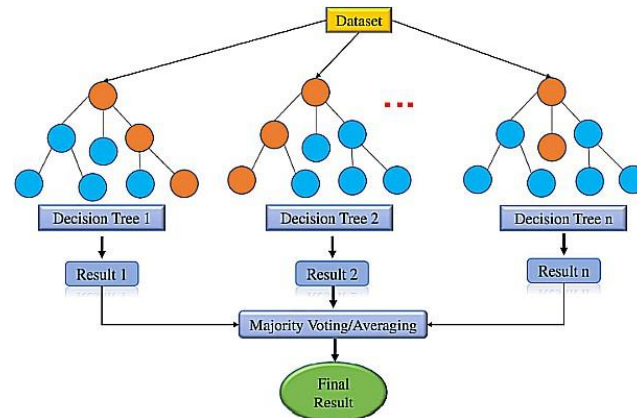 Dataset
...
Decision Tree 1
Decision Tree 2
Decision Tree n
Result 1
Result 2
Result n
Majority Voting/Averaging
Final
Result